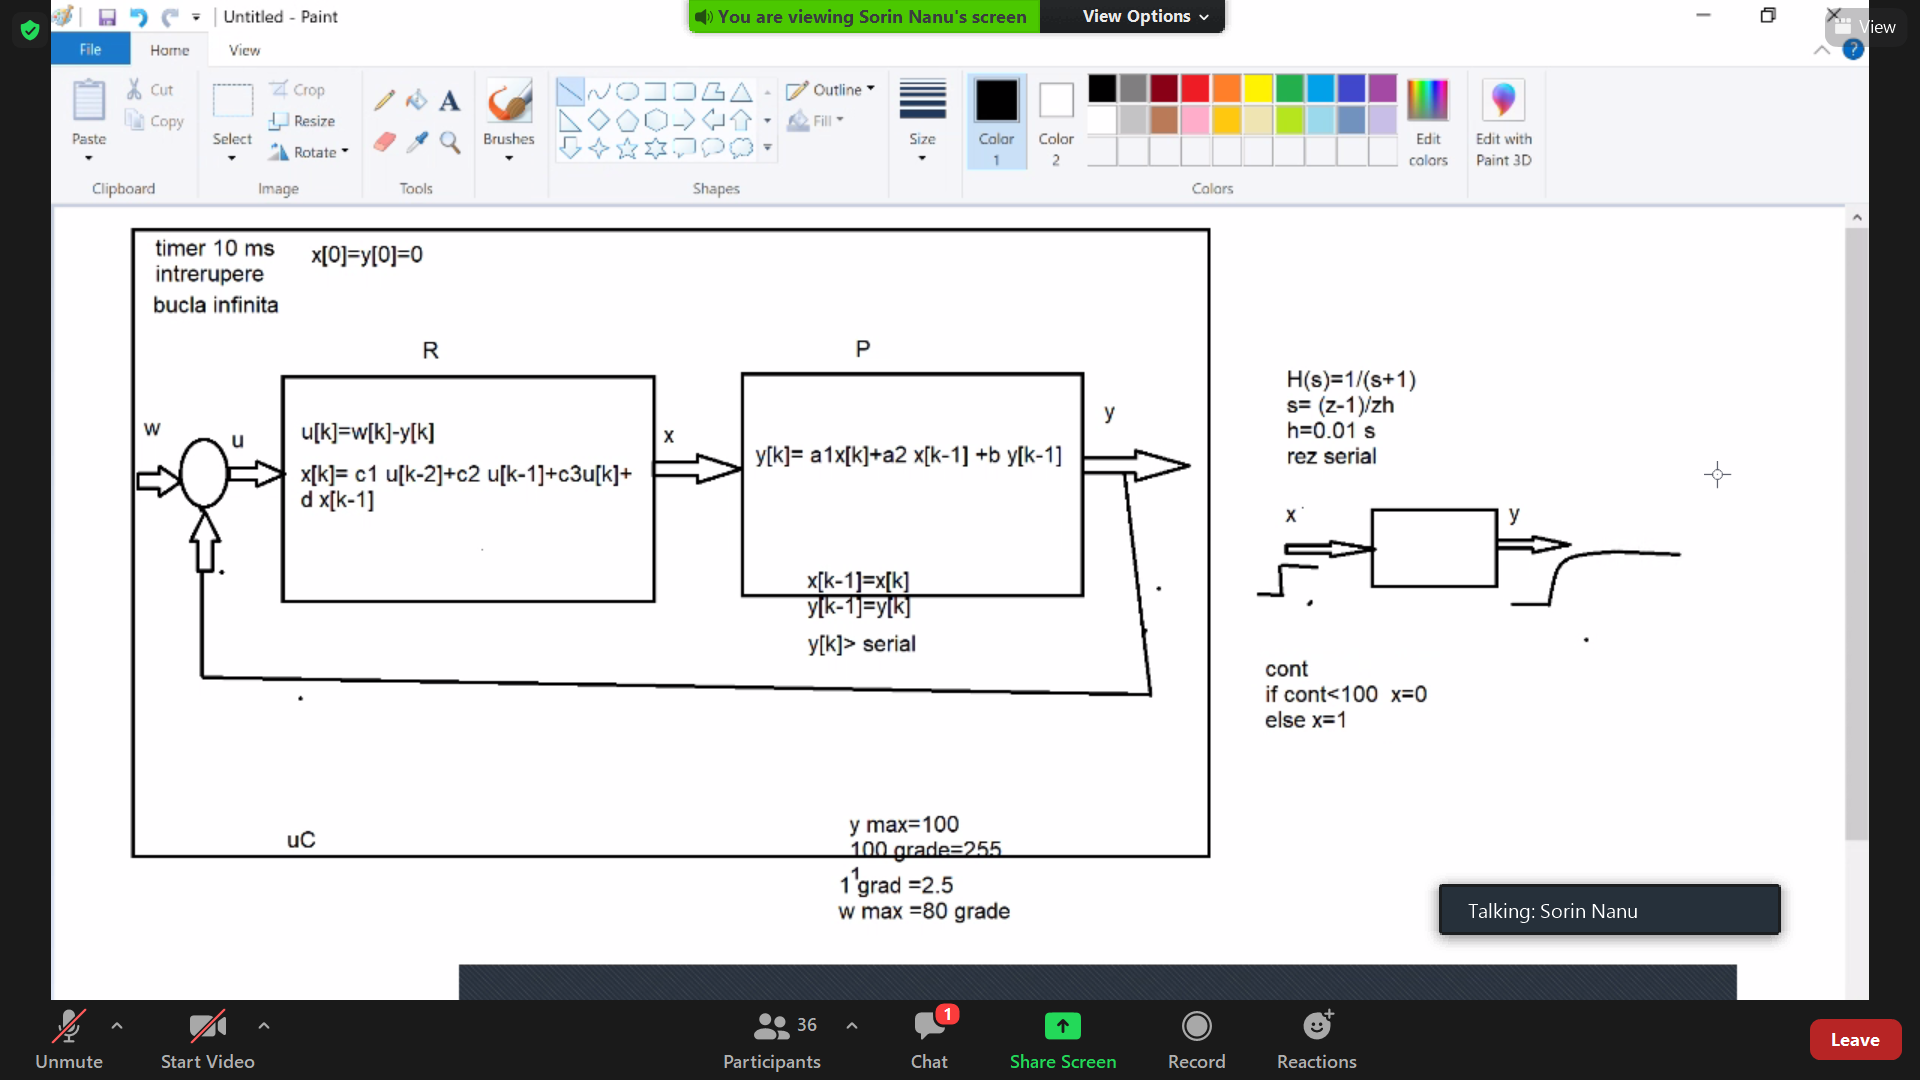 Untitled - Paint
You are viewing Sorin Nanu's screen
View Options
View
File
Home
View
?
Paste
Cut
Copy
Clipboard
Select
Crop
Resize
Rotate
Image
A
Tools
Brushes
Outline
Fill
Shapes
Size
Color
1
Color
2
Edit
colors
Edit with
Paint 3D
Colors
timer 10 ms
intrerupere
bucla infinita
x[0]=y[0]=0
R
P
w
u
u[k]=w[k]-y[k]
x[k]= c1 u[k-2]+c2 u[k-1]+c3u[k]+
d x[k-1]
x
y[k]= a1x[k]+a2 x[k-1] +b y[k-1]
y
x[k-1]=x[k]
y[k-1]=y[k]
y[k]> serial
H(s)=1/(s+1)
s= (z-1)/zh
h=0.01 s
rez serial
x
y
cont
if cont<100 x=0
else x=1
uC
y max=100
100 grade=255
1
1 grad =2.5
w max =80 grade
Talking: Sorin Nanu
Unmute
Start Video
36
Participants
1
Chat
Share Screen
Record
Reactions
Leave